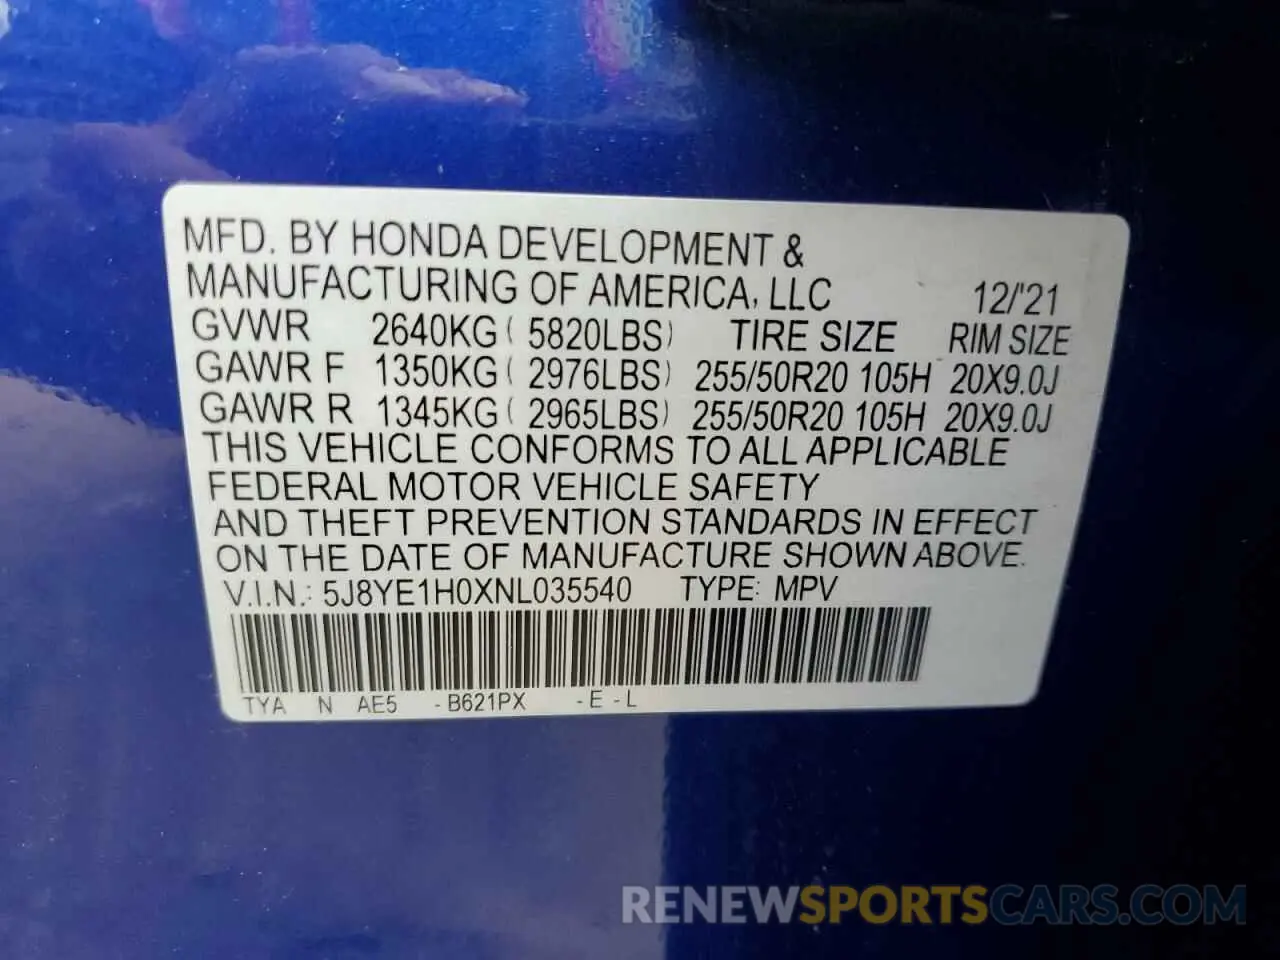 MFD. BY HONDA DEVELOPMENT &
MANUFACTURING OF AMERICA, LLC 12/'21
GVWR 2640KG ( 5820LBS) TIRE SIZE RIM SIZE
GAWR F 1350KG ( 2976LBS) 255/50R20 105H 20X9.0J
GAWR R 1345KG ( 2965LBS) 255/50R20 105H 20X9.0J
THIS VEHICLE CONFORMS TO ALL APPLICABLE
FEDERAL MOTOR VEHICLE SAFETY
AND THEFT PREVENTION STANDARDS IN EFFECT
ON THE DATE OF MANUFACTURE SHOWN ABOVE.
V.I.N.: 5J8YE1H0XNL035540 TYPE: MPV
TYA N AE5 -B621PX -E -L
RENEWSPORTSCARS.COM